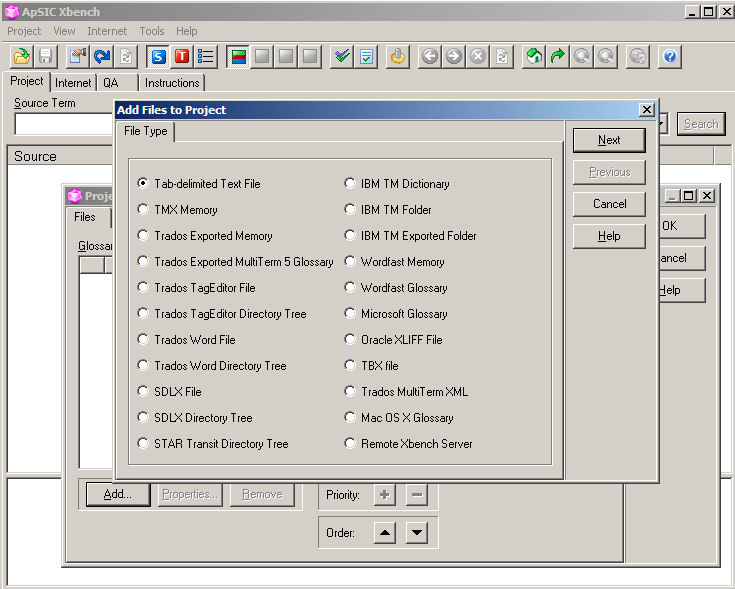 ApSIC Xbench
Project View Internet Tools Help
S T
Project Internet QA Instructions
Source Term
Search
Source
Add Files to Project
File Type
Tab-delimited Text File
TMX Memory
Trados Exported Memory
Trados Exported MultiTerm 5 Glossary
Trados TagEditor File
Trados TagEditor Directory Tree
Trados Word File
Trados Word Directory Tree
SDLX File
SDLX Directory Tree
STAR Transit Directory Tree
IBM TM Dictionary
IBM TM Folder
IBM TM Exported Folder
Wordfast Memory
Wordfast Glossary
Microsoft Glossary
Oracle XLIFF File
TBX file
Trados MultiTerm XML
Mac OS X Glossary
Remote Xbench Server
Next
Previous
Cancel
Help
Proje
Files
Glossar
OK
ancel
Help
Add... Properties... Remove
Priority: + −
Order: